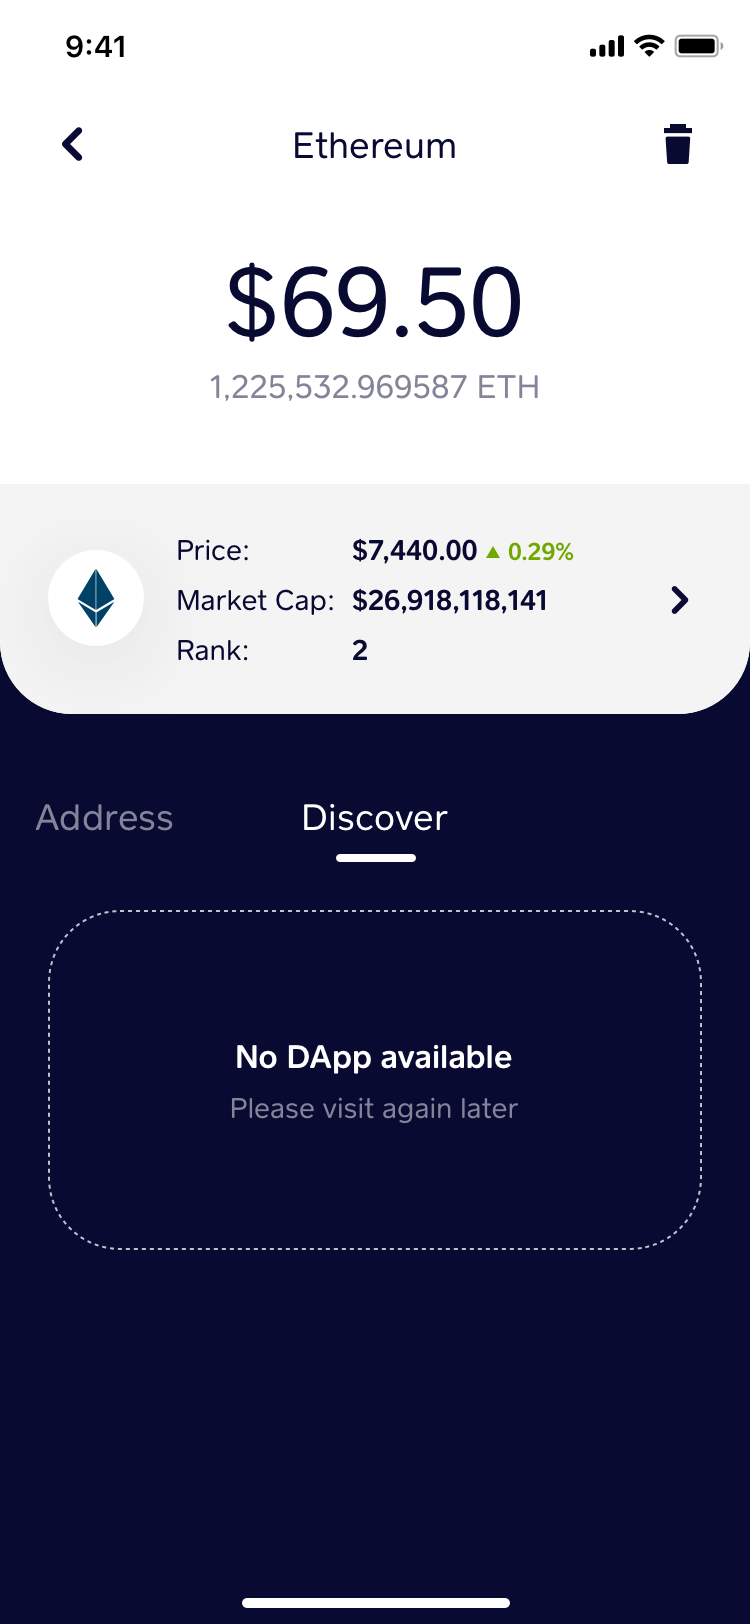 9:41
Ethereum
$69.50
1,225,532.969587 ETH
Price: $7,440.00 ▲ 0.29%
Market Cap: $26,918,118,141
Rank: 2
Address Discover
No DApp available
Please visit again later